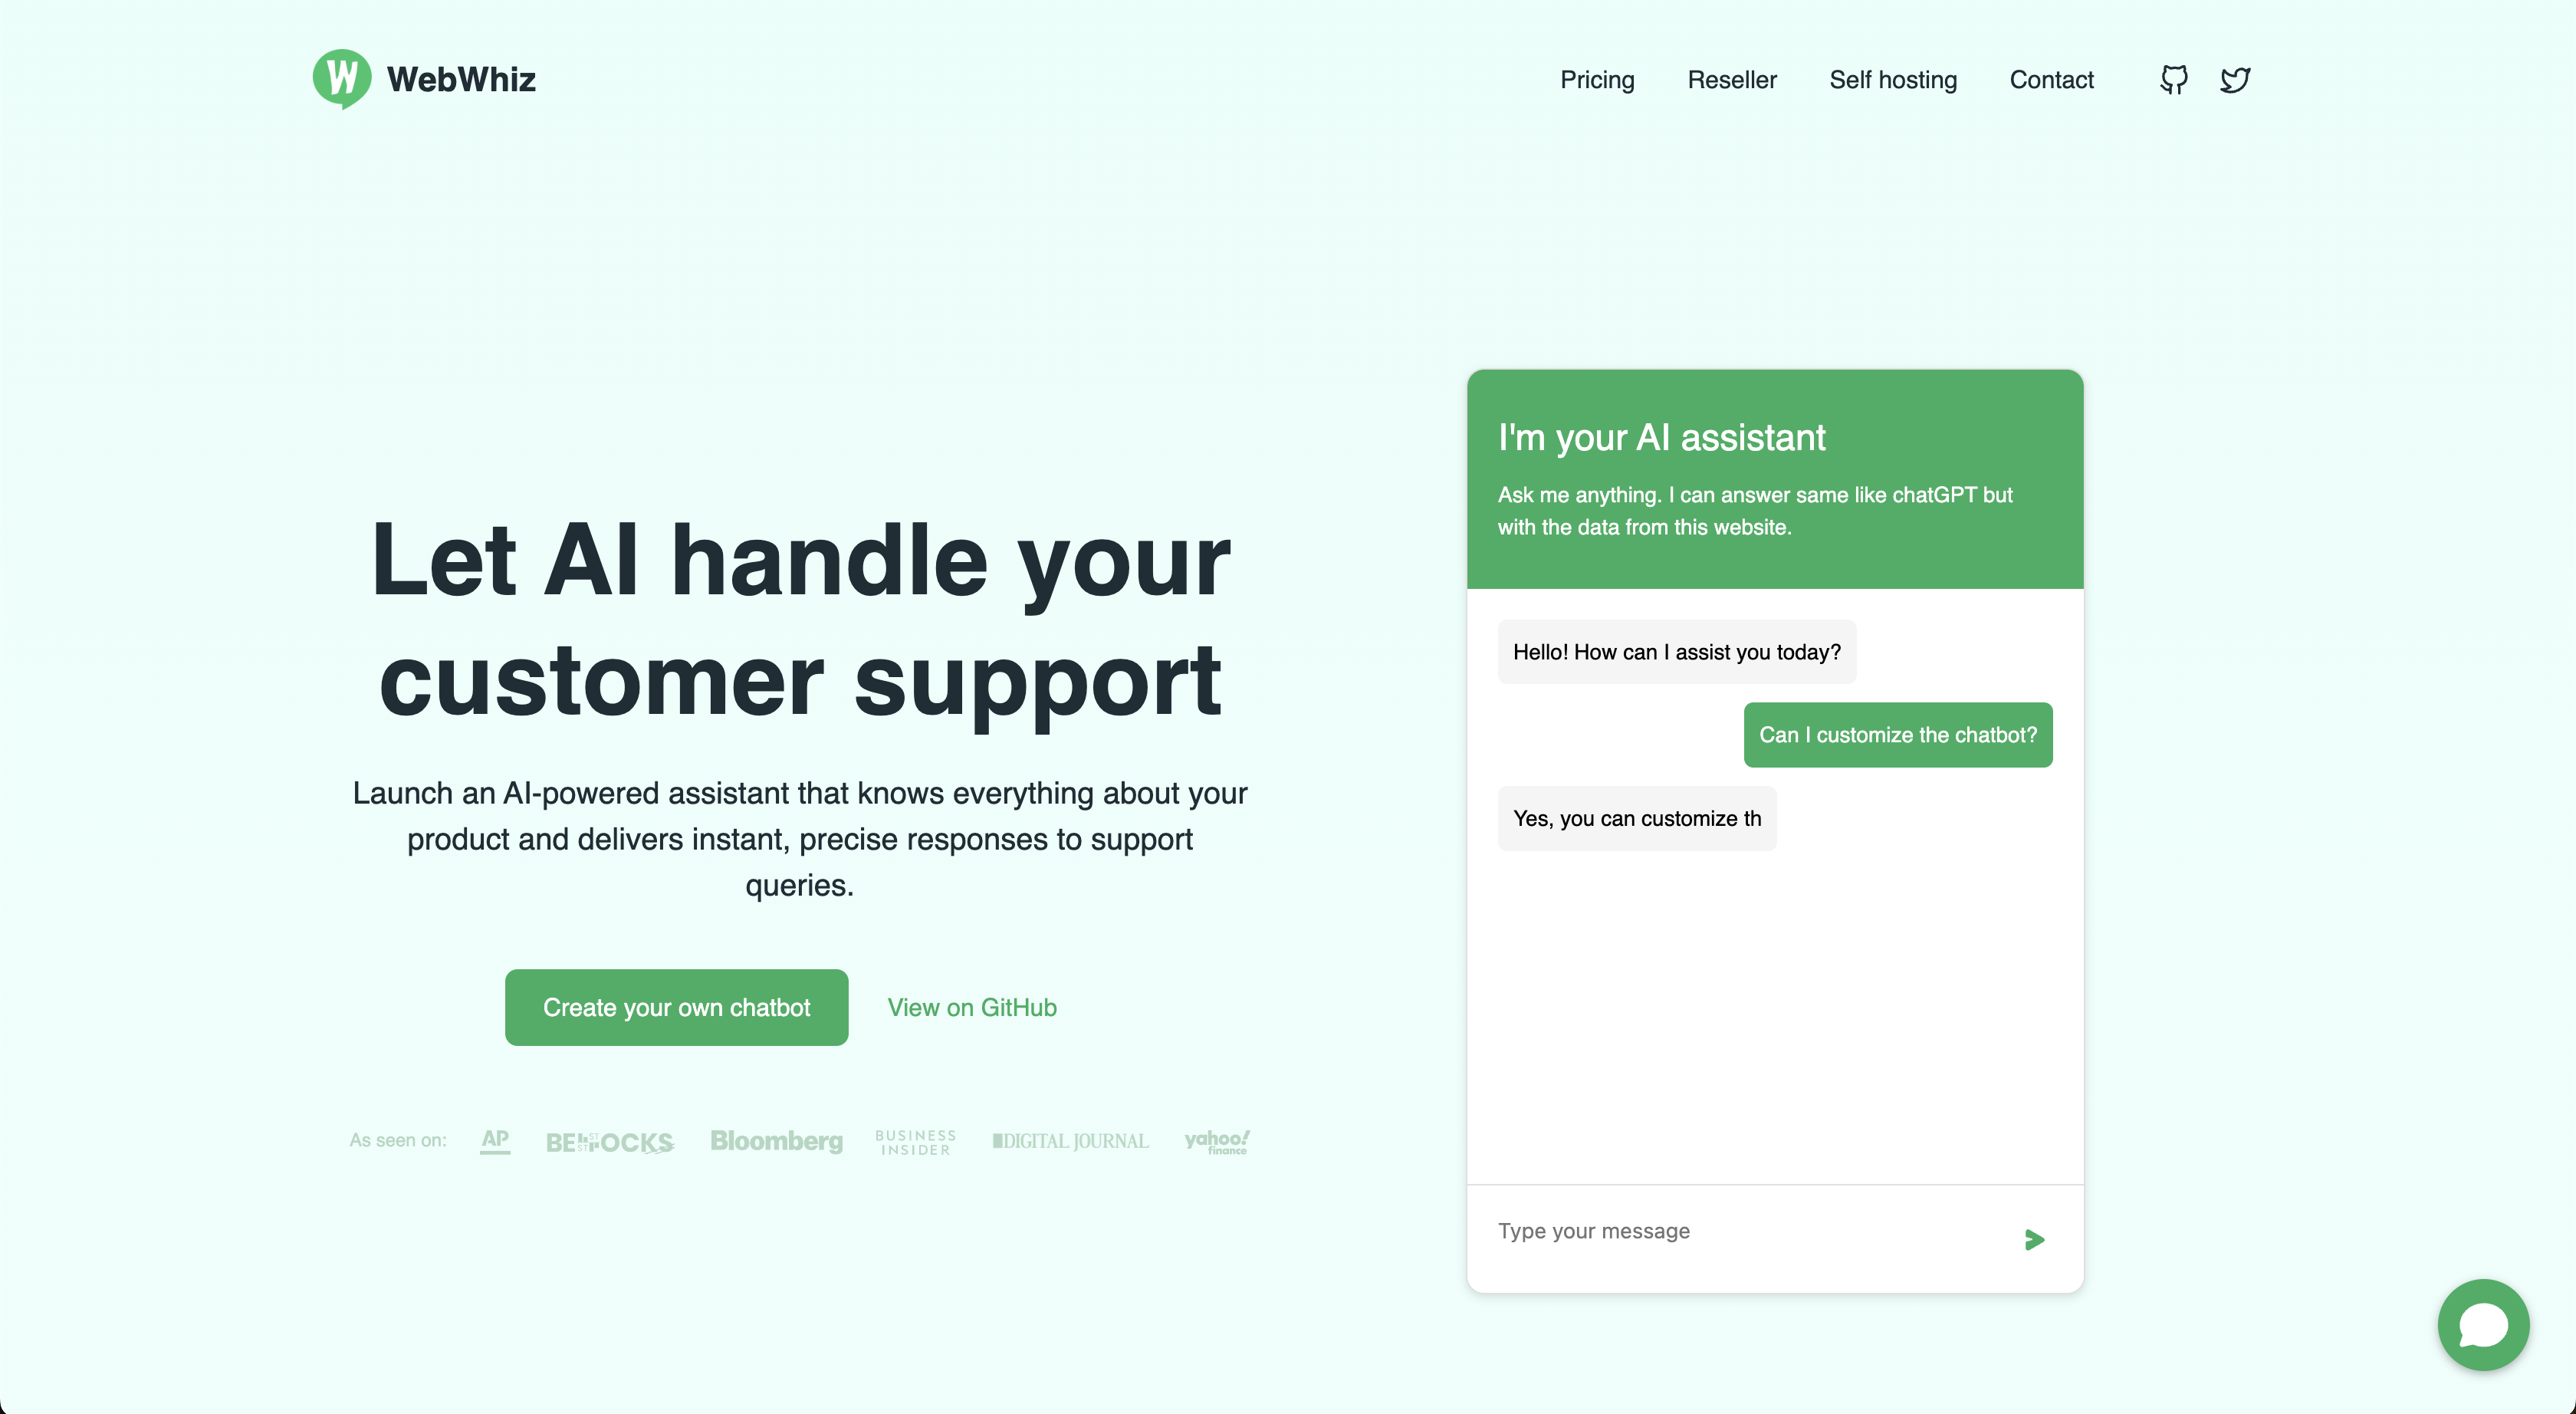 WebWhiz
Pricing
Reseller
Self hosting
Contact
Let AI handle your
customer support
Launch an AI-powered assistant that knows everything about your
product and delivers instant, precise responses to support
queries.
Create your own chatbot
View on GitHub
As seen on:
AP
Bloomberg
BUSINESS
INSIDER
DIGITAL JOURNAL
yahoo!
finance
I'm your AI assistant
Ask me anything. I can answer same like chatGPT but
with the data from this website.
Hello! How can I assist you today?
Can I customize the chatbot?
Yes, you can customize th
Type your message